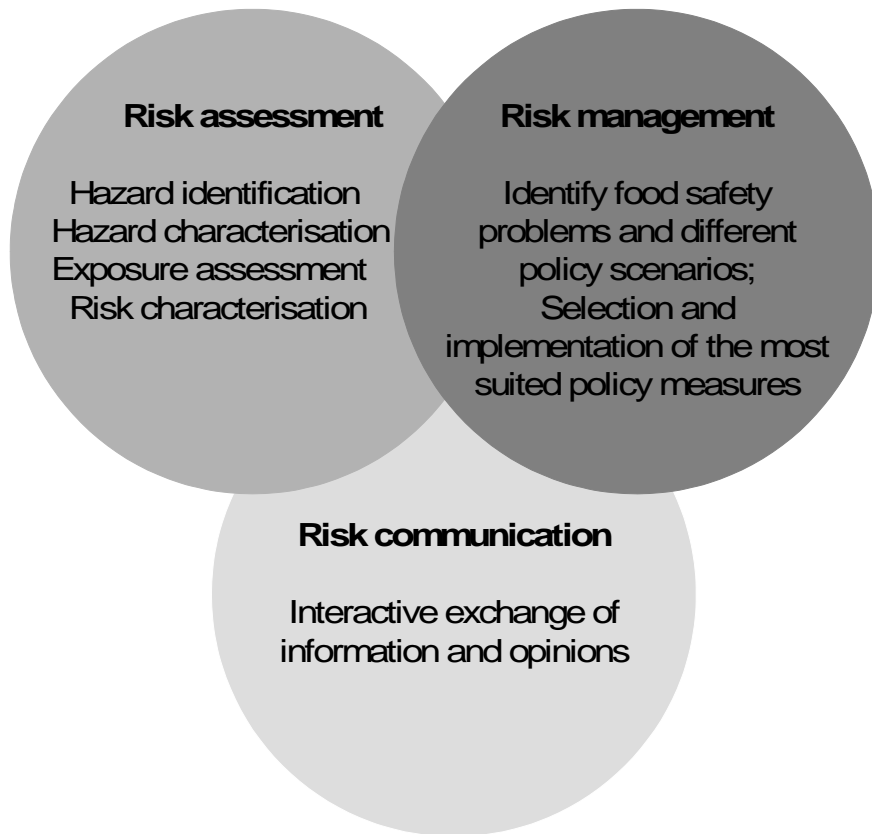 Risk assessment
Hazard identification
Hazard characterisation
Exposure assessment
Risk characterisation
Risk management
Identify food safety
problems and different
policy scenarios;
Selection and
implementation of the most
suited policy measures
Risk communication
Interactive exchange of
information and opinions